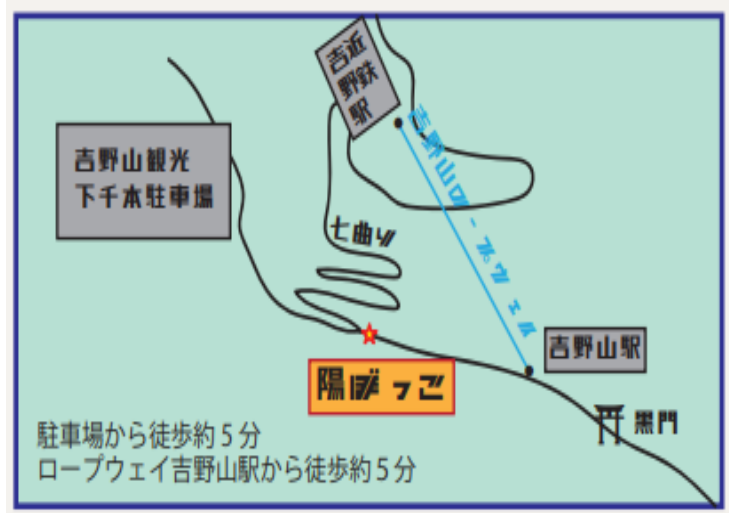 近鉄
吉野駅
吉野山ロープウェイ
吉野山観光
下千本駐車場
七曲り
吉野山駅
陽ぼっこ
黒門
駐車場から徒歩約5分
ロープウェイ吉野山駅から徒歩約5分